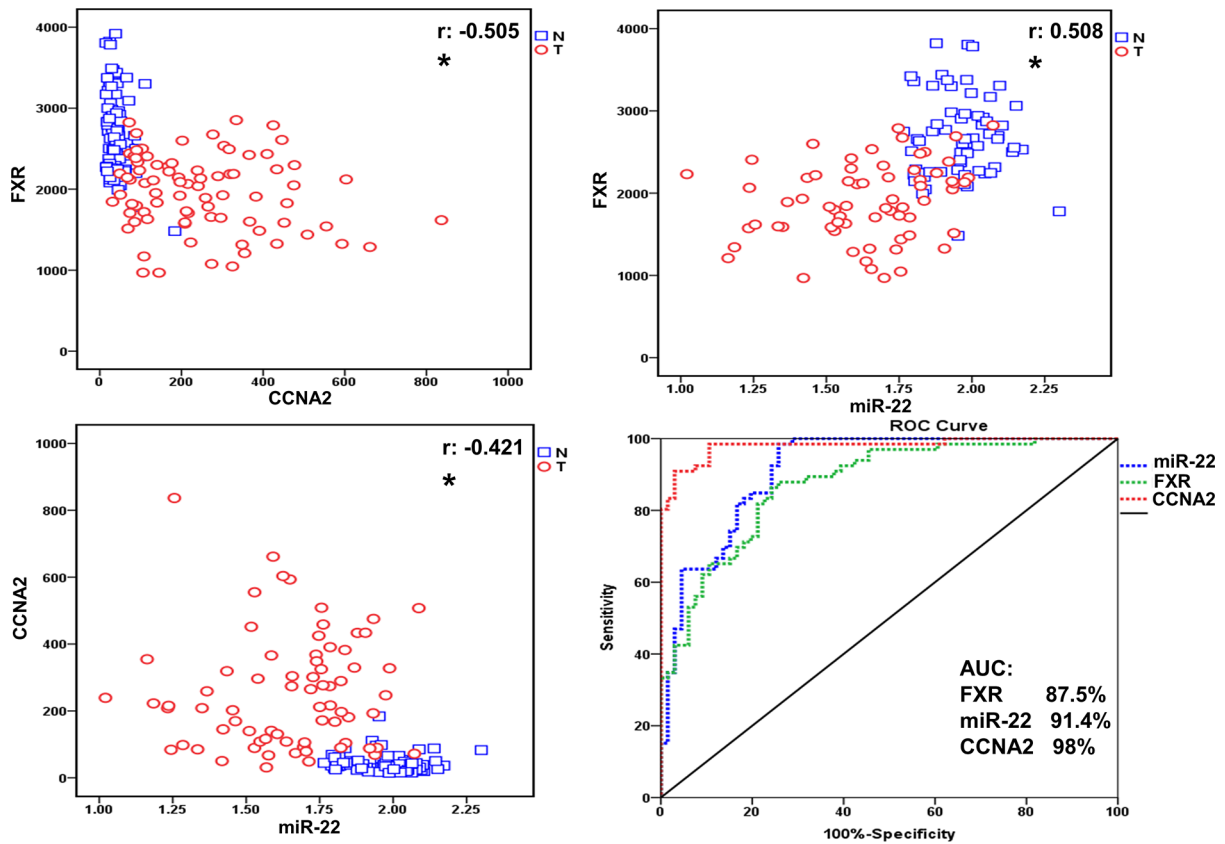 r: -0.505
*
N
T
FXR
4000
3000
2000
1000
0
0
200
400
600
800
1000
CCNA2
r: 0.508
*
N
T
FXR
4000
3000
2000
1000
0
1.00
1.25
1.50
1.75
2.00
2.25
miR-22
r: -0.421
*
N
T
CCNA2
1000
800
600
400
200
0
1.00
1.25
1.50
1.75
2.00
2.25
miR-22
ROC Curve
miR-22
FXR
CCNA2
Sensitivity
100
80
60
40
20
0
AUC:
FXR 87.5%
miR-22 91.4%
CCNA2 98%
0
20
40
60
80
100
100%-Specificity